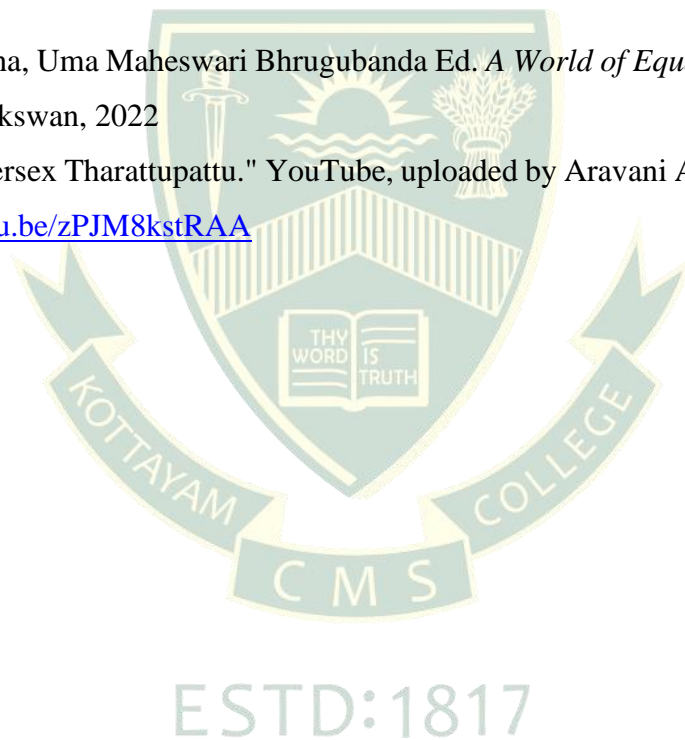 na, Uma Maheswari Bhrugubanda Ed. A World of Equ
kswan, 2022
ersex Tharattupattu." YouTube, uploaded by Aravani A
u.be/zPJM8kstRAA
THY
WORD IS
TRUTH
KOTTAYAM
CMS
COLLEGE
ESTD:1817